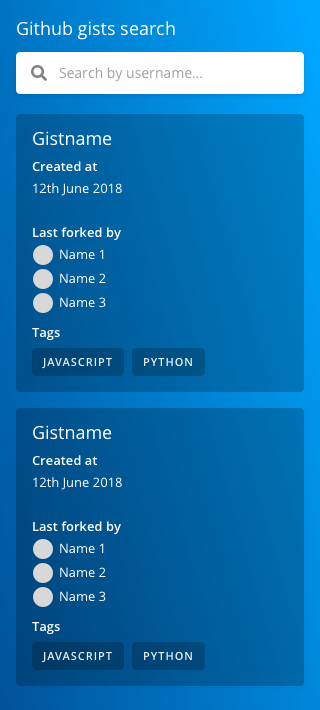 Github gists search
Search by username...
Gistname
Created at
12th June 2018
Last forked by
Name 1
Name 2
Name 3
Tags
JAVASCRIPT PYTHON
Gistname
Created at
12th June 2018
Last forked by
Name 1
Name 2
Name 3
Tags
JAVASCRIPT PYTHON